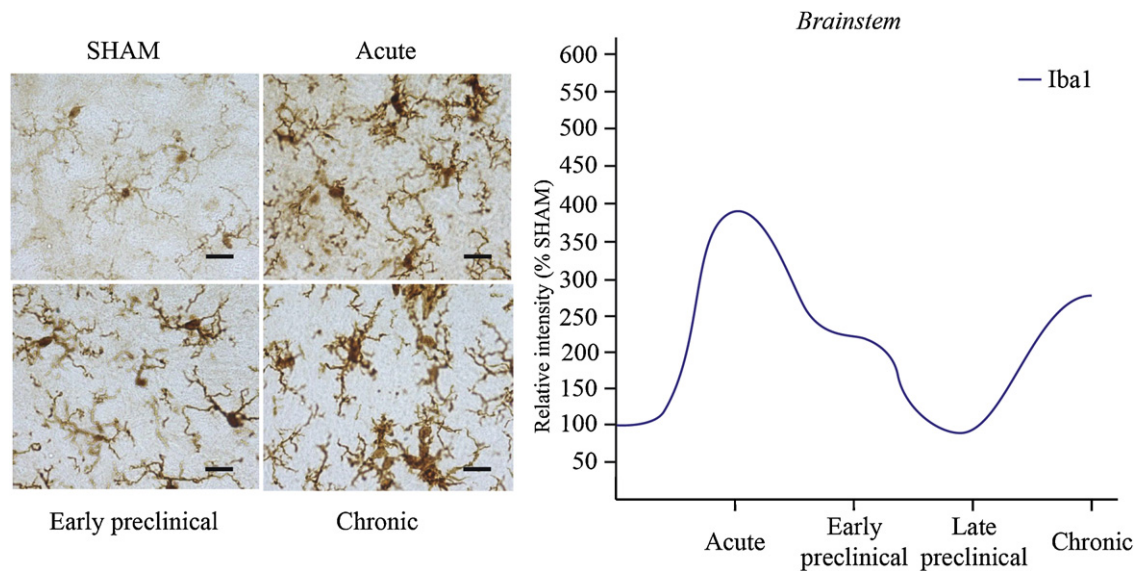 SHAM
Acute
Early preclinical
Chronic
Brainstem
Iba1
Relative intensity (% SHAM)
600
550
500
450
400
350
300
250
200
150
100
50
Acute
Early
preclinical
Late
preclinical
Chronic